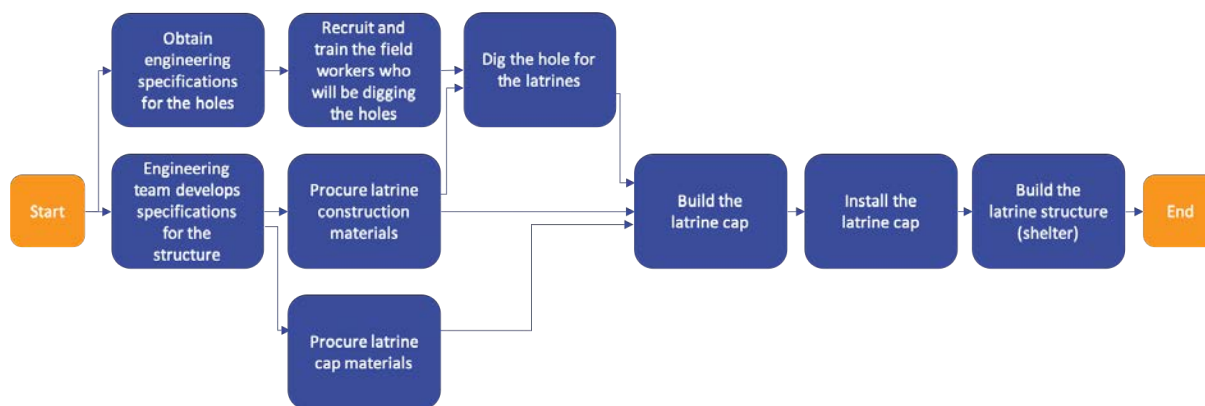 Obtain
engineering
specifications
for the holes
Recruit and
train the field
workers who
will be digging
the holes
Dig the hole for
the latrines
Start
Engineering
team develops
specifications
for the
structure
Procure latrine
construction
materials
Build the
latrine cap
Install the
latrine cap
Build the
latrine structure
(shelter)
End
Procure latrine
cap materials